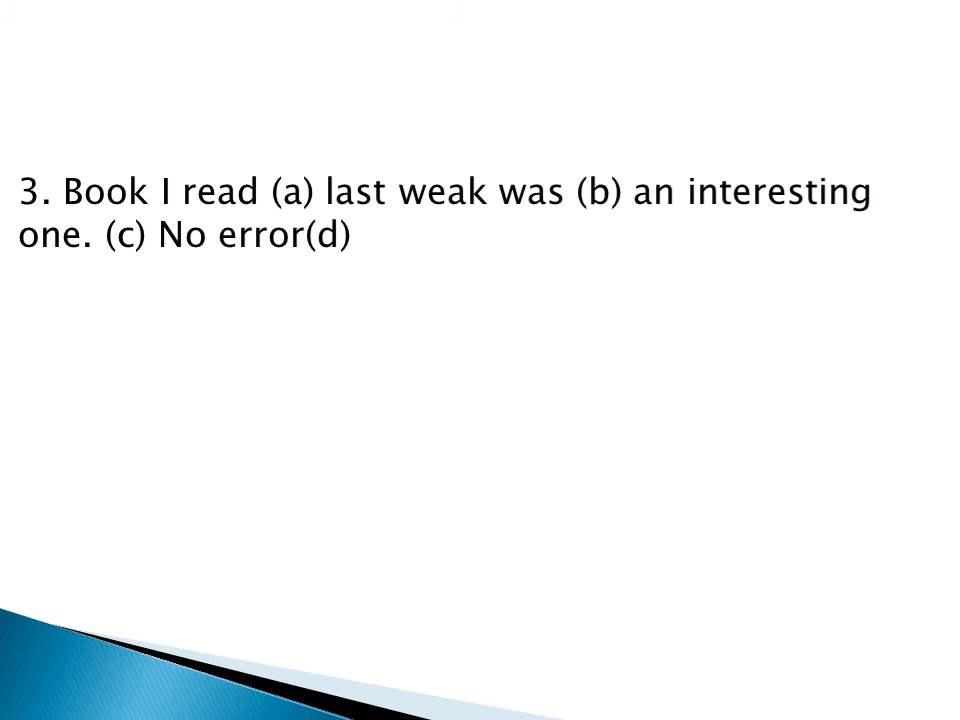 3. Book I read (a) last weak was (b) an interesting
one. (c) No error(d)